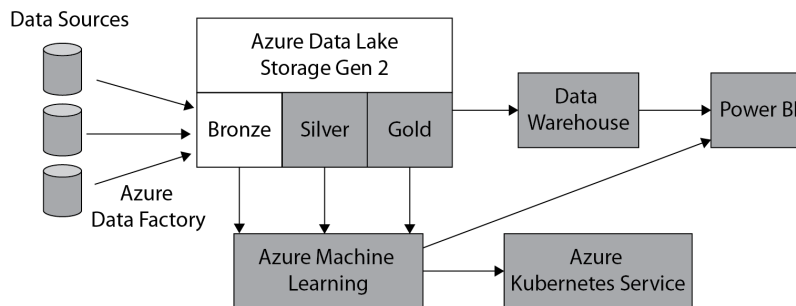 Data Sources
Azure Data Lake
Storage Gen 2
Bronze
Silver
Gold
Data
Warehouse
Power BI
Azure
Data Factory
Azure Machine
Learning
Azure
Kubernetes Service